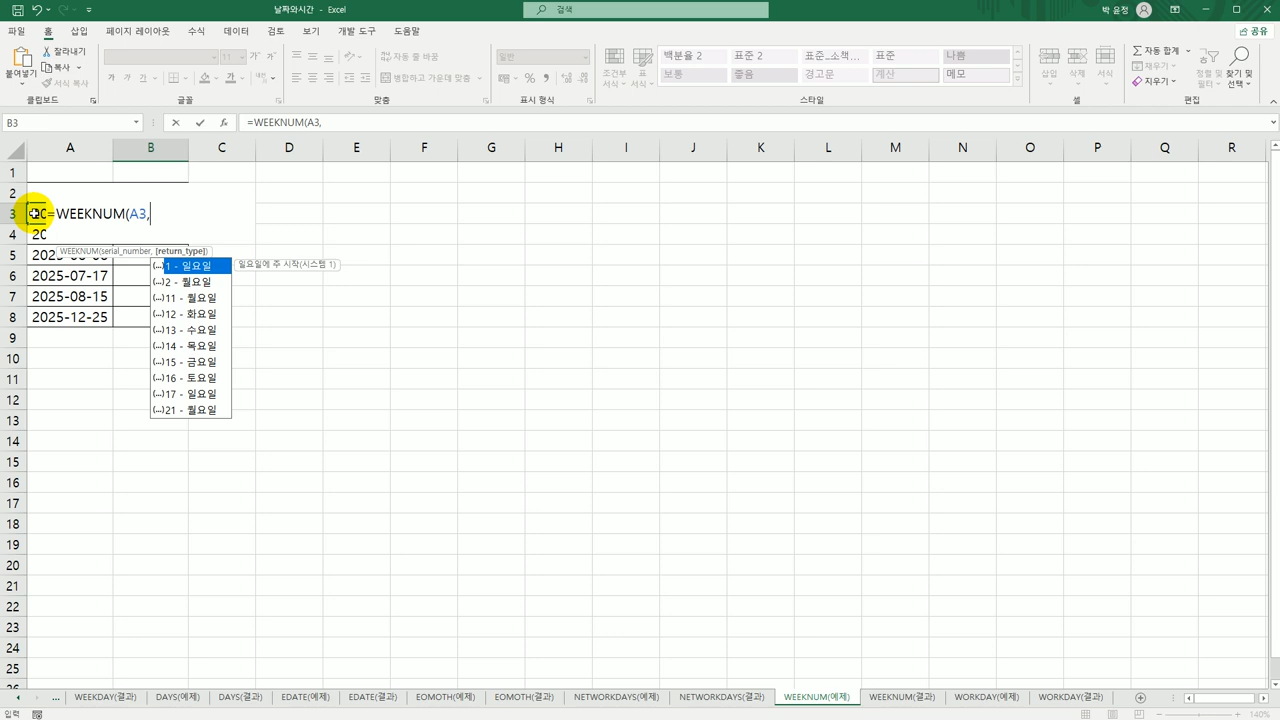 날짜와시간 - Excel
검색
박 윤정
파일 홈 삽입 페이지 레이아웃 수식 데이터 검토 보기 개발 도구 도움말
공유
붙여넣기
잘라내기
복사
서식 복사
클립보드
11
가 가
가 가 가
글꼴
자동 줄 바꿈
병합하고 가운데 맞춤
맞춤
일반
표시 형식
조건부 서식
표 서식
백분율 2 표준 2 표준_소책... 표준 나쁨
보통 좋음 경고문 계산 메모
스타일
삽입 삭제 서식
셀
자동 합계
채우기
지우기
정렬 및 필터
찾기 및 선택
편집
B3 =WEEKNUM(A3,
A B C D E F G H I J K L M N O P Q R
1
2
3 20=WEEKNUM(A3,
4 20
WEEKNUM(serial_number, [return_type])
5
6 2025-07-17
7 2025-08-15
8 2025-12-25
(...)1 - 일요일 일요일에 주 시작(시스템 1)
(...)2 - 월요일
(...)11 - 월요일
(...)12 - 화요일
(...)13 - 수요일
(...)14 - 목요일
(...)15 - 금요일
(...)16 - 토요일
(...)17 - 일요일
(...)21 - 월요일
9
10
11
12
13
14
15
16
17
18
19
20
21
22
23
24
25
... WEEKDAY(결과) DAYS(예제) DAYS(결과) EDATE(예제) EDATE(결과) EOMOTH(예제) EOMOTH(결과) NETWORKDAYS(예제) NETWORKDAYS(결과) WEEKNUM(예제) WEEKNUM(결과) WORKDAY(예제) WORKDAY(결과)
입력
140%